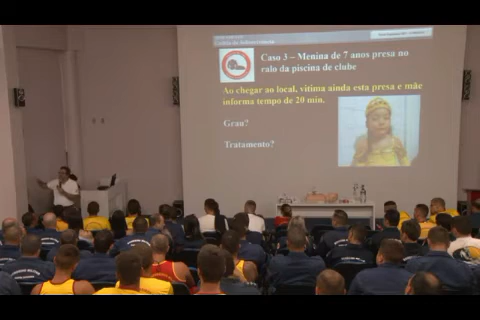 Caso 3 – Menina de 7 anos presa no
ralo da piscina de clube
Ao chegar ao local, vítima ainda esta presa e mãe
informa tempo de 20 min.
Grau?
Tratamento?